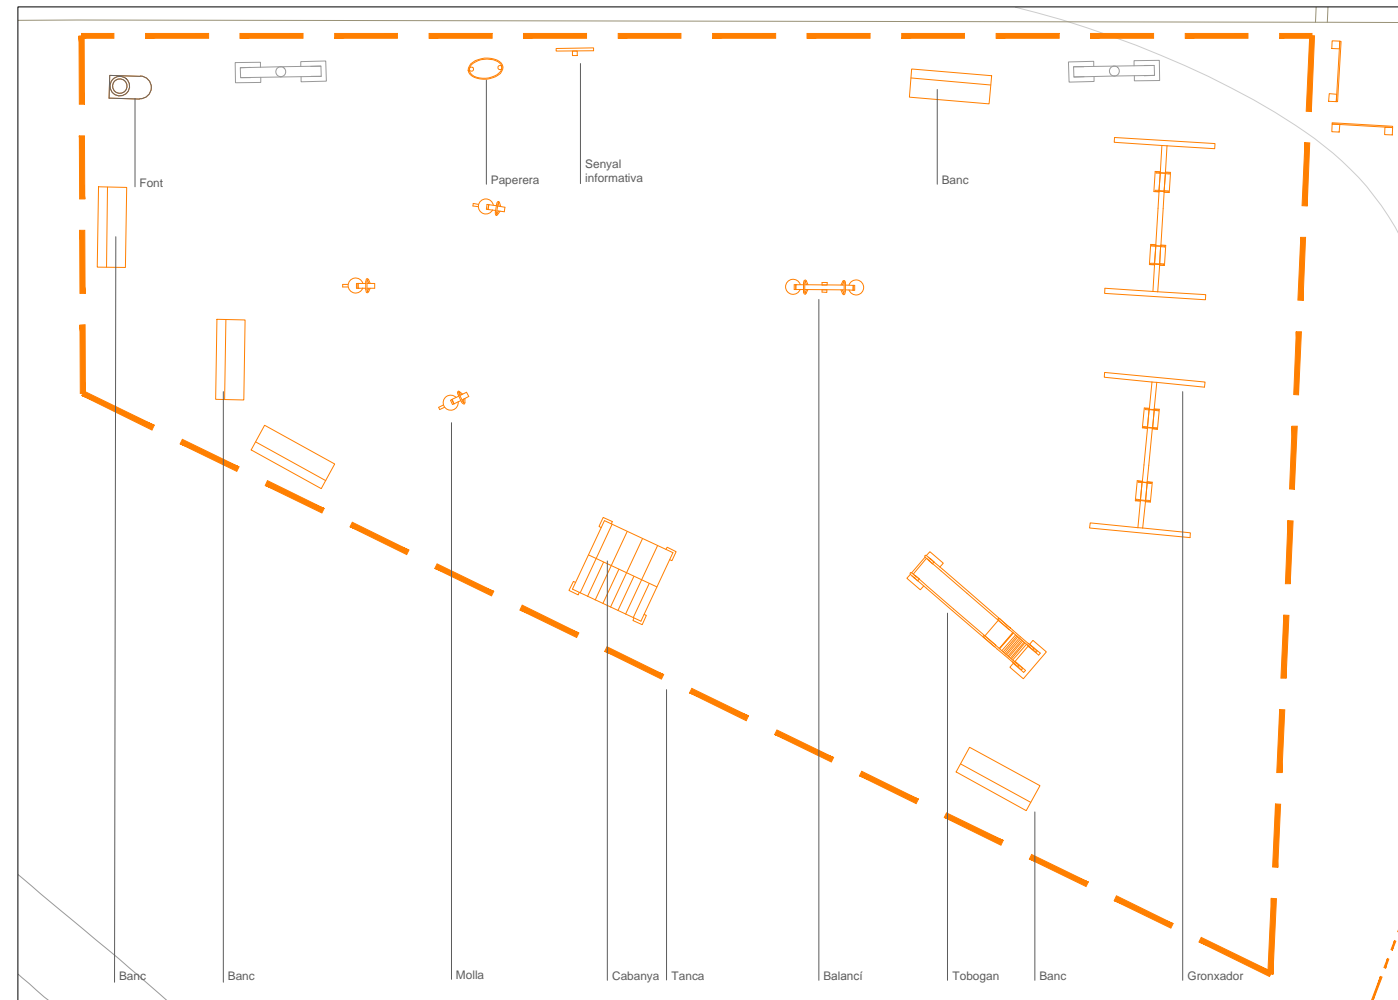 Senyal
informativa
Font
Paperera
Banc
Banc
Banc
Molla
Cabanya
Tanca
Balancí
Tobogan
Banc
Gronxador